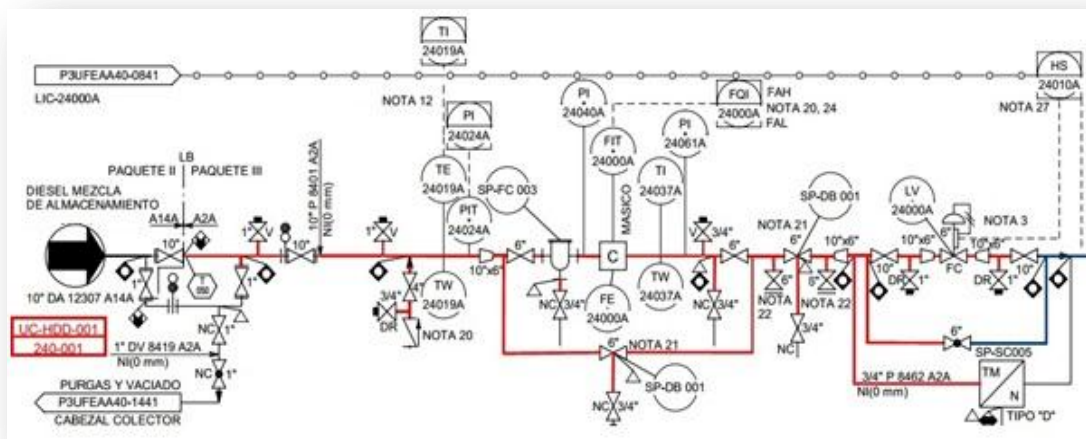 P3UFEAA40-0841
LIC-24000A
TI
24019A
NOTA 12
PI
24024A
PI
24040A
FQI
24000A
FAH
NOTA 20, 24
FAL
HS
24010A
NOTA 27
LB
PAQUETE II
PAQUETE III
DIESEL MEZCLA
DE ALMACENAMIENTO
A14A
A2A
10"
10" DA 12307 A14A
UC-HDD-001
240-001
1"
1"
1"
V
10"
10" P 8401 A2A
NI(0 mm)
1"
V
TE
24019A
PIT
24024A
TW
24019A
SP-FC 003
10"x6"
6"
MASICO
FIT
24000A
C
FE
24000A
PI
24061A
TI
24037A
TW
24037A
V
3/4"
6"
NOTA 21
SP-DB 001
6"
10"x6"
LV
24000A
NOTA 3
6"
10"x6"
10"x6"
10"
10"
FC
DR
1"
DR
1"
6"
NOTA
22
8"
NOTA 22
3/4"
NC
NC
3/4"
NC
3/4"
4"
3/4"
DR
NOTA 20
6"
NOTA 21
SP-DB 001
NC
3/4"
6"
SP-SC005
TM
N
TIPO "D"
3/4" P 8462 A2A
NI(0 mm)
NC
1"
1" DV 8419 A2A
NI(0 mm)
NC
1"
PURGAS Y VACIADO
P3UFEAA40-1441
CABEZAL COLECTOR